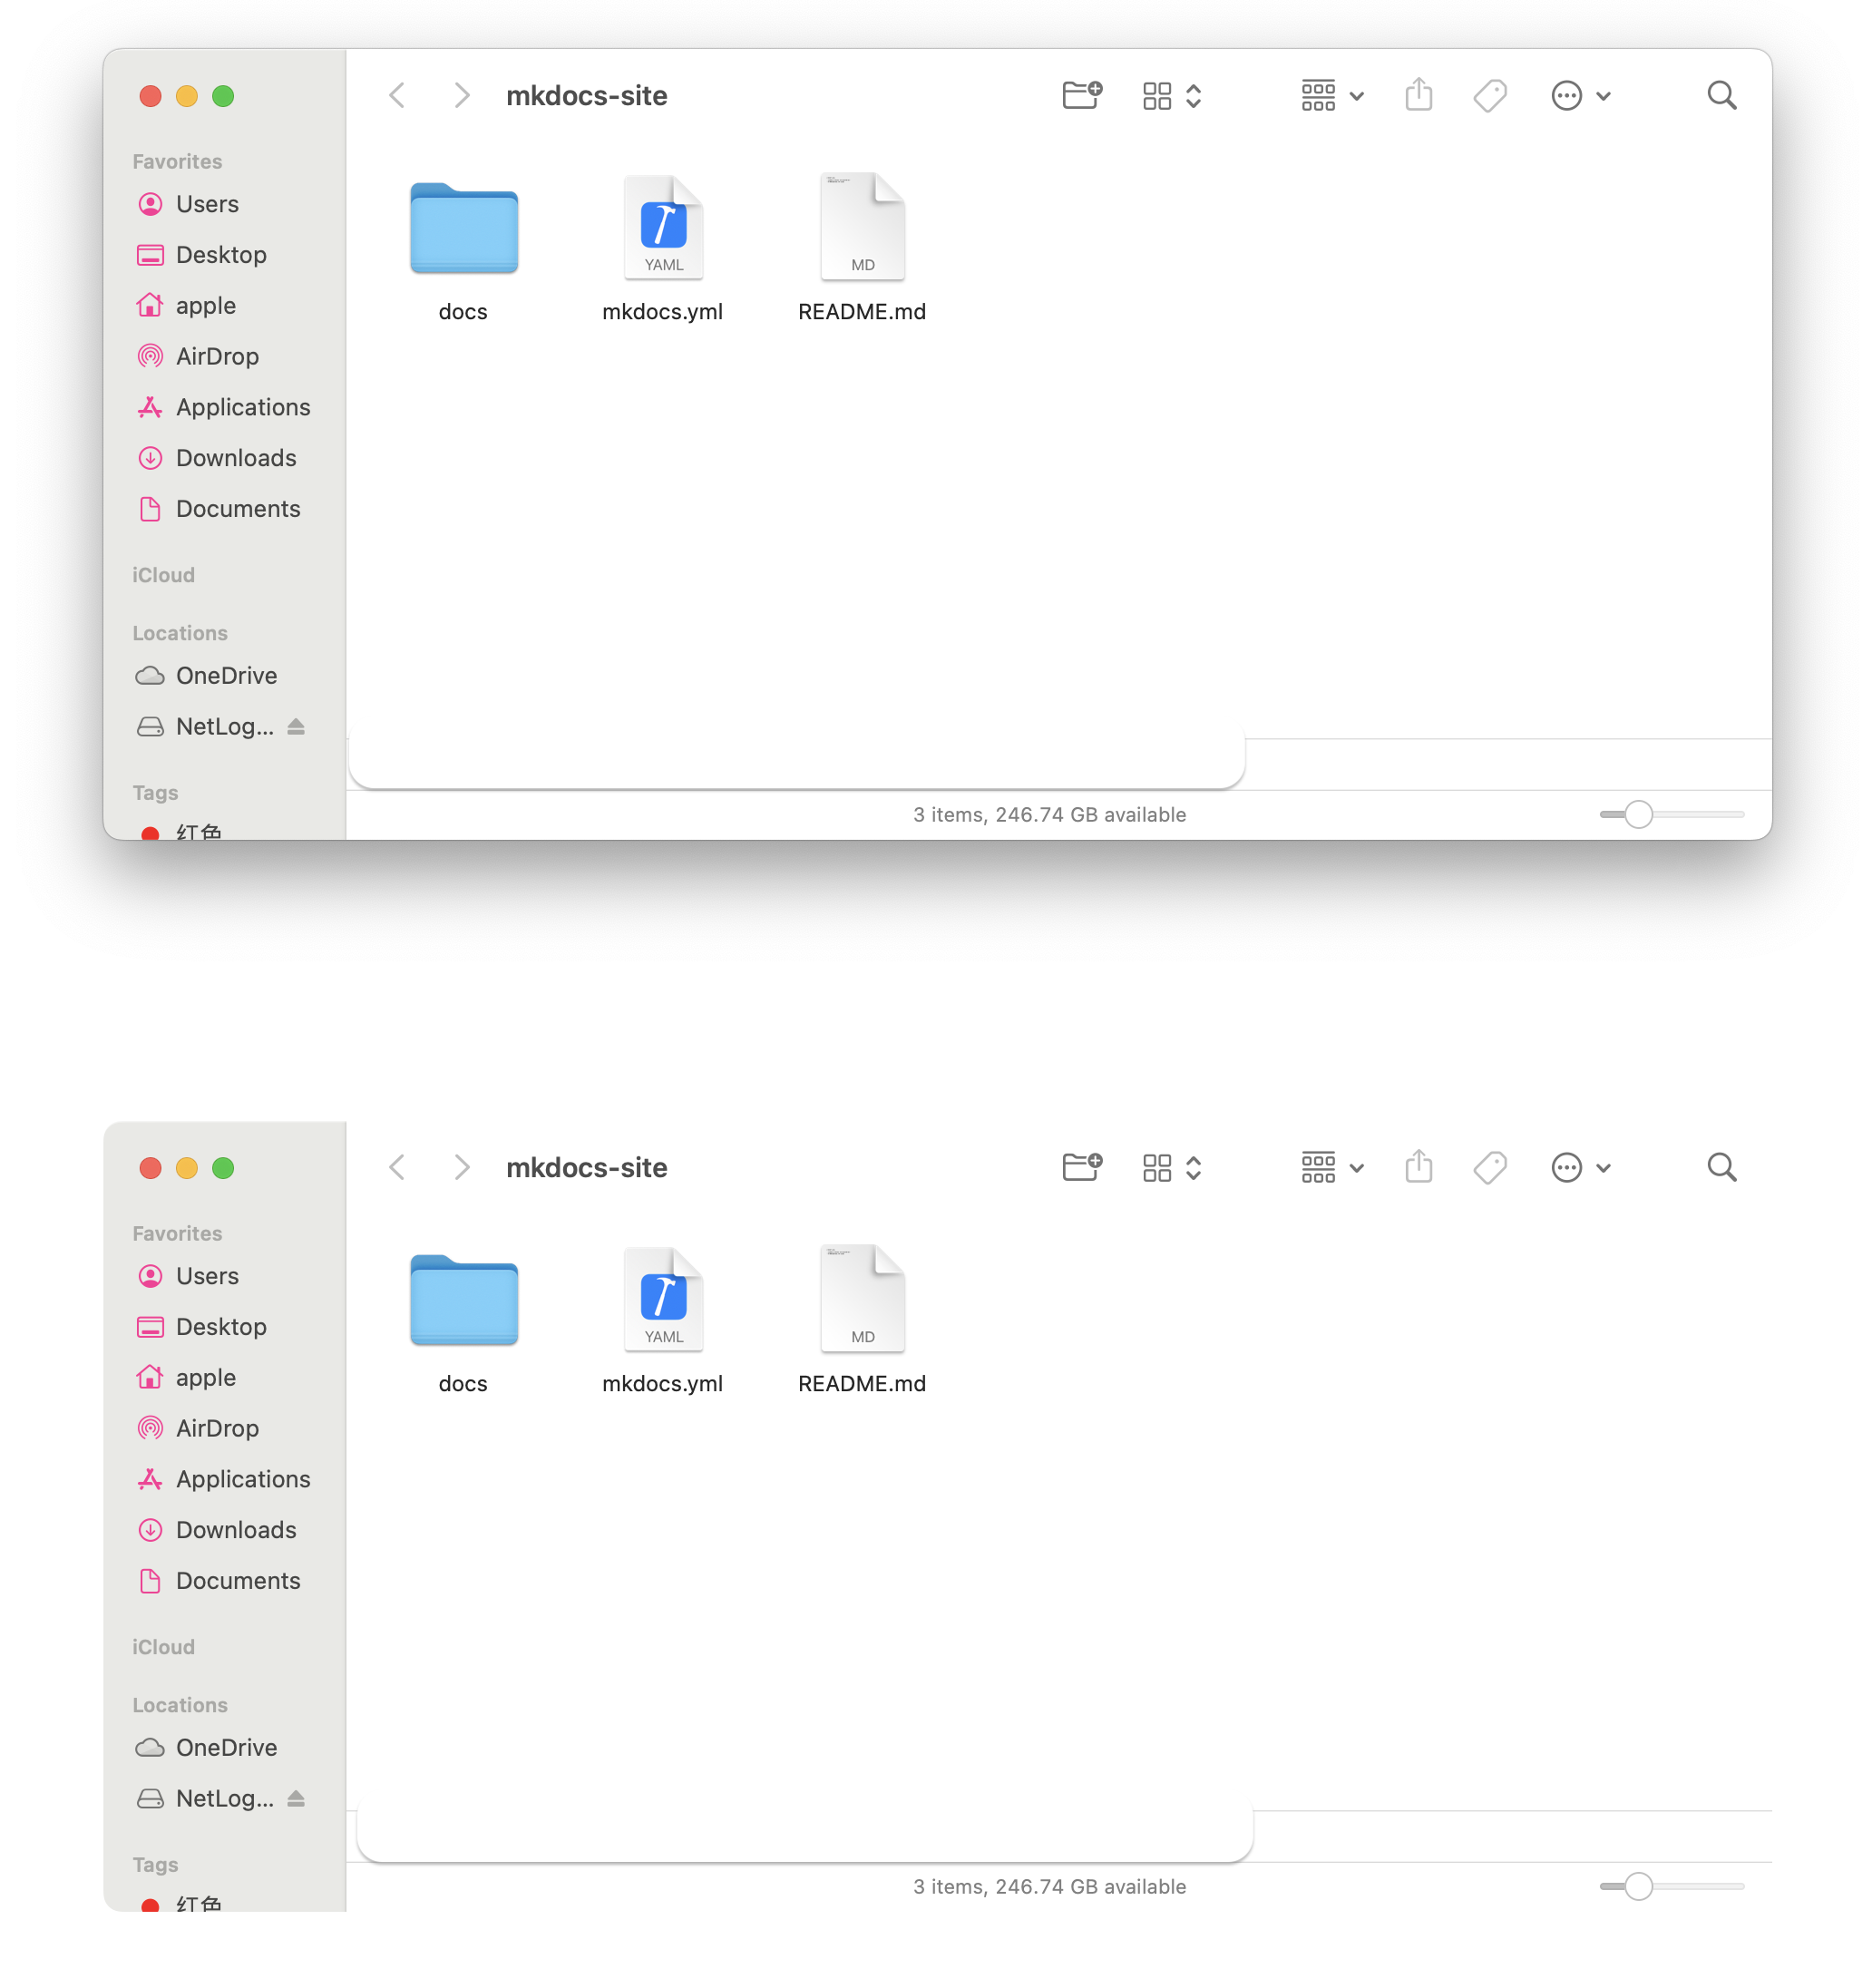 mkdocs-site
Favorites
Users
Desktop
apple
AirDrop
Applications
Downloads
Documents
iCloud
Locations
OneDrive
NetLog...
Tags
红色
YAML
MD
docs
mkdocs.yml
README.md
3 items, 246.74 GB available
mkdocs-site
Favorites
Users
Desktop
apple
AirDrop
Applications
Downloads
Documents
iCloud
Locations
OneDrive
NetLog...
Tags
红色
YAML
MD
docs
mkdocs.yml
README.md
3 items, 246.74 GB available